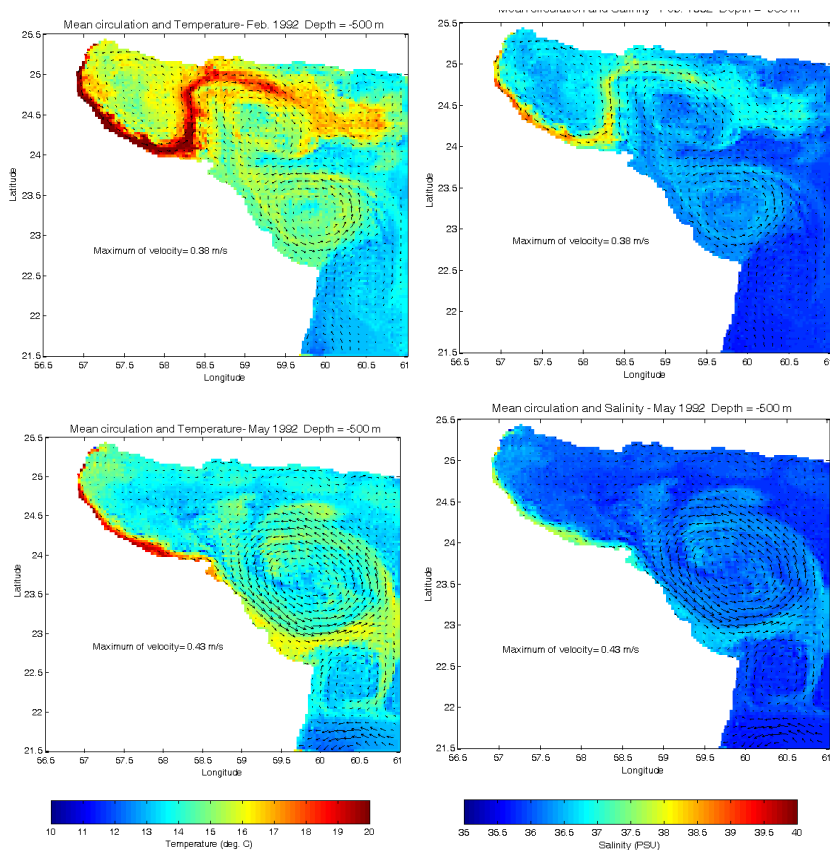 Mean circulation and Temperature- Feb. 1992 Depth = -500 m
25.5
25
24.5
24
23.5
23
22.5
22
21.5
Latitude
Maximum of velocity= 0.38 m/s
56.5 57 57.5 58 58.5 59 59.5 60 60.5 61
Longitude
Mean circulation and Salinity - Feb. 1992 Depth = -500 m
25.5
25
24.5
24
23.5
23
22.5
22
21.5
Latitude
Maximum of velocity= 0.38 m/s
56.5 57 57.5 58 58.5 59 59.5 60 60.5 61
Longitude
Mean circulation and Temperature- May 1992 Depth = -500 m
25.5
25
24.5
24
23.5
23
22.5
22
21.5
Latitude
Maximum of velocity= 0.43 m/s
56.5 57 57.5 58 58.5 59 59.5 60 60.5 61
Longitude
Mean circulation and Salinity - May 1992 Depth = -500 m
25.5
25
24.5
24
23.5
23
22.5
22
21.5
Latitude
Maximum of velocity= 0.43 m/s
56.5 57 57.5 58 58.5 59 59.5 60 60.5 61
Longitude
10 11 12 13 14 15 16 17 18 19 20
Temperature (deg. C)
35 35.5 36 36.5 37 37.5 38 38.5 39 39.5 40
Salinity (PSU)